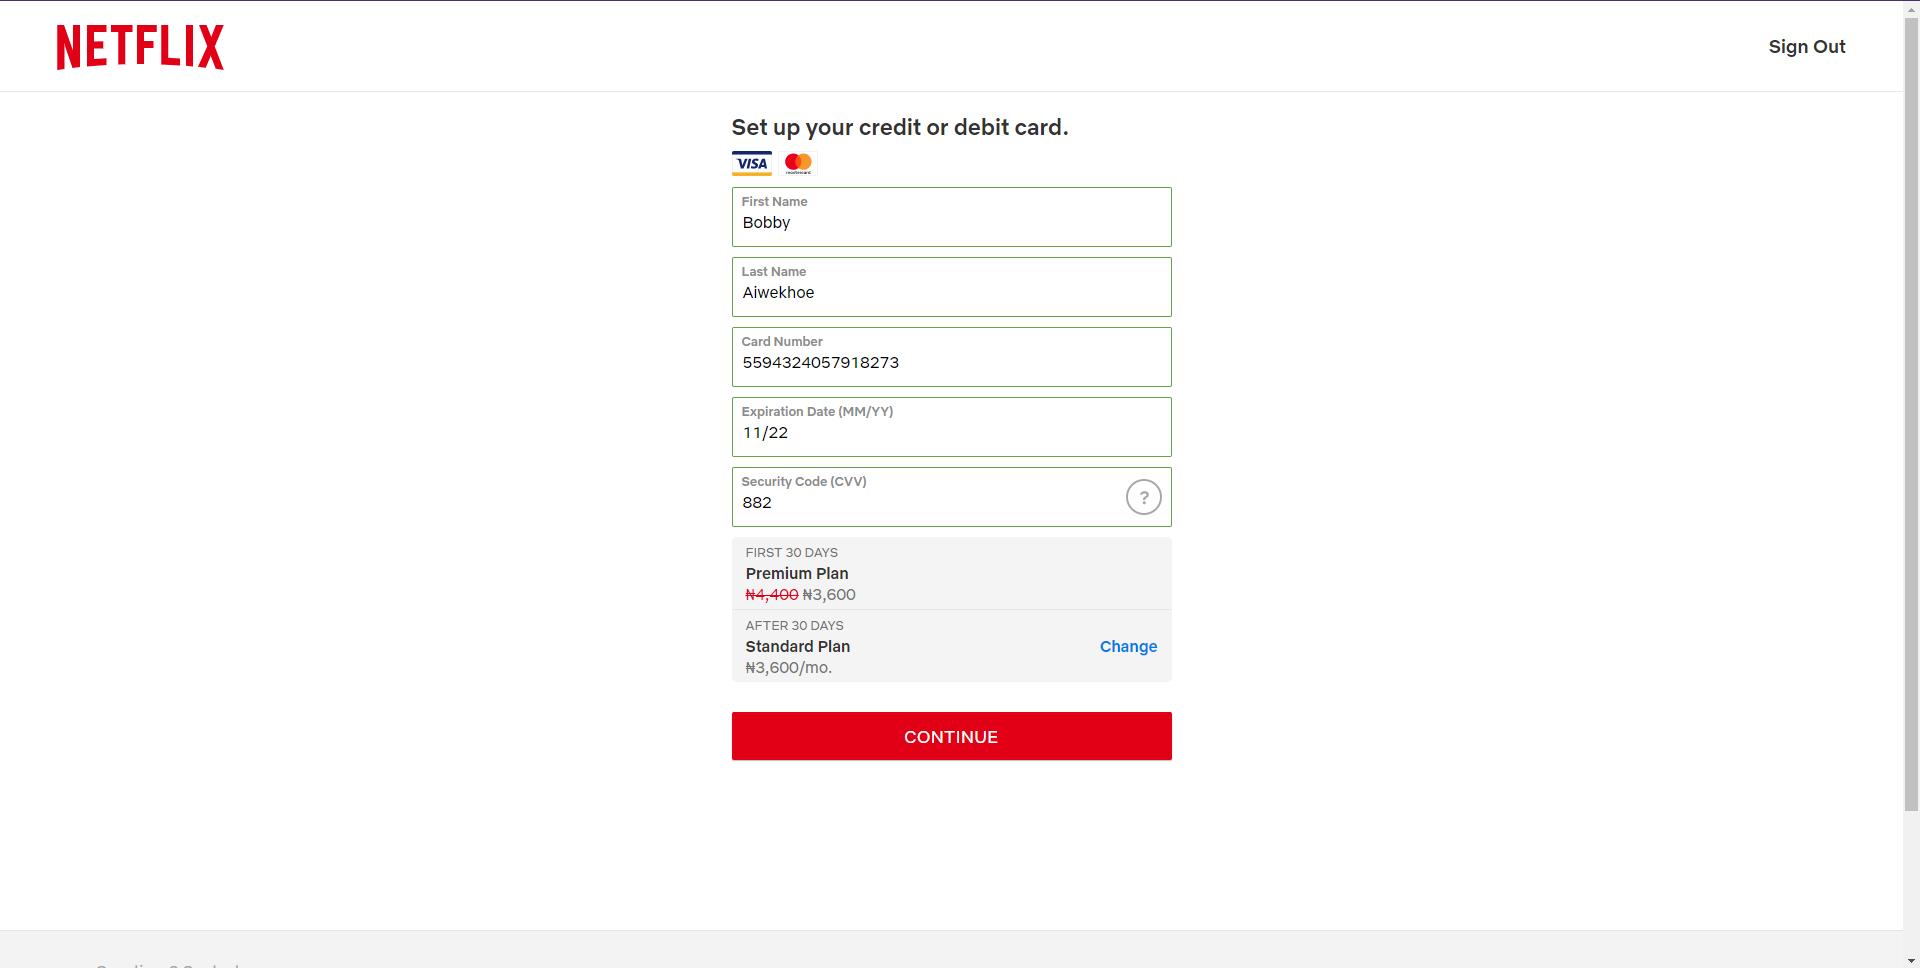 NETFLIX
Sign Out
Set up your credit or debit card.
VISA mastercard
First Name
Bobby
Last Name
Aiwekhoe
Card Number
5594324057918273
Expiration Date (MM/YY)
11/22
Security Code (CVV)
882
?
FIRST 30 DAYS
Premium Plan
₦4,400 ₦3,600
AFTER 30 DAYS
Standard Plan
Change
₦3,600/mo.
CONTINUE